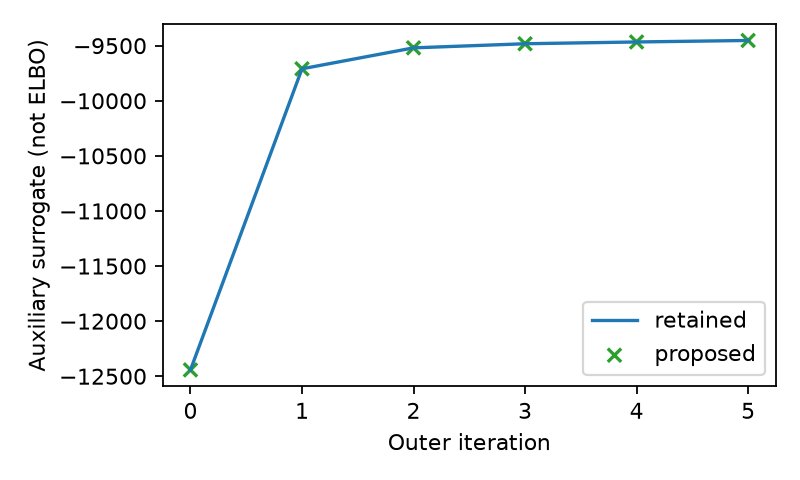 Auxiliary surrogate (not ELBO)
−9500
−10000
−10500
−11000
−11500
−12000
−12500
retained
proposed
0 1 2 3 4 5
Outer iteration